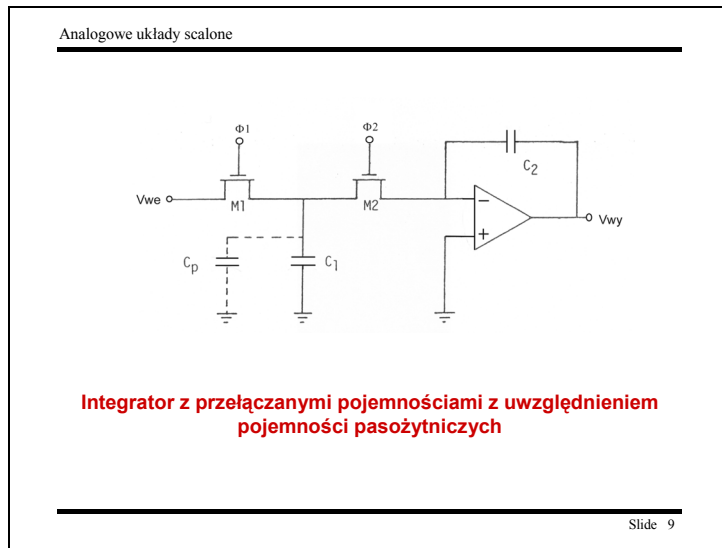 Analogowe układy scalone
Φ1
Φ2
C2
Vwe
M1
M2
−
+
Vwy
Cp
C1
Integrator z przełączanymi pojemnościami z uwzględnieniem
pojemności pasożytniczych
Slide 9